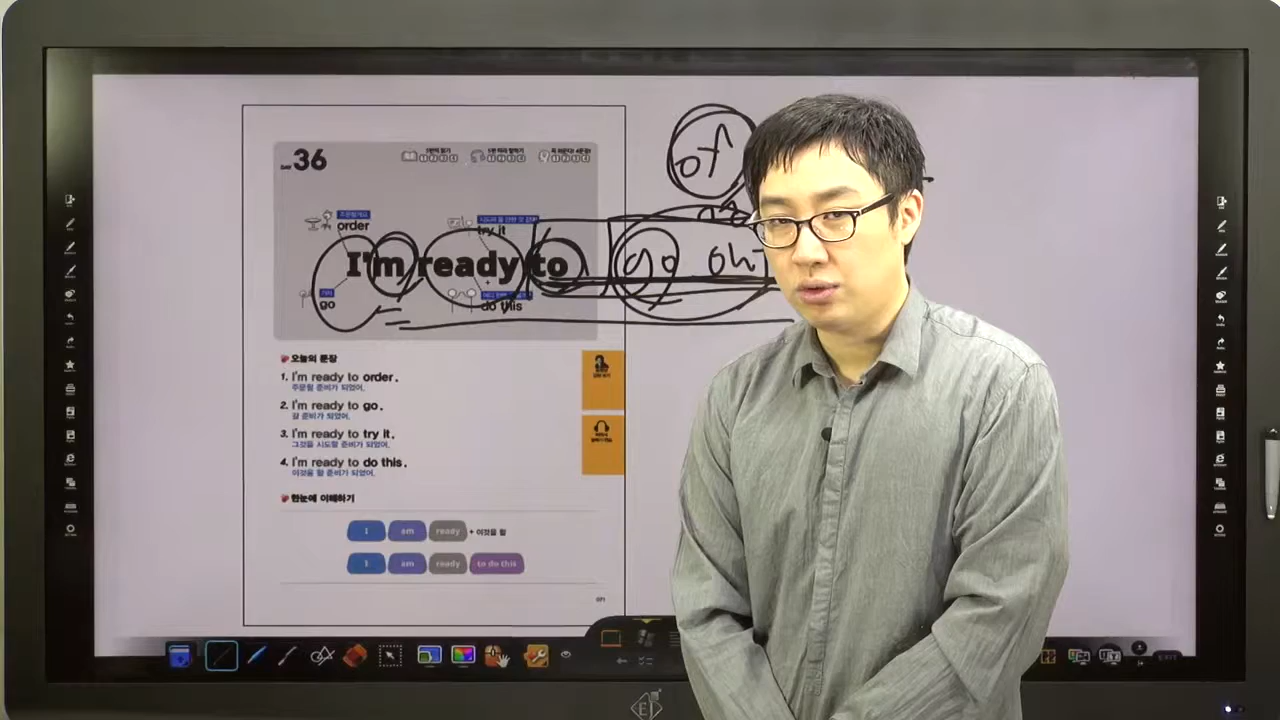 DAY 36
주문할게요
order
try it
I'm ready to go
of
go
do this
오늘의 문장
1. I'm ready to order.
주문할 준비가 되었어.
2. I'm ready to go.
갈 준비가 되었어.
3. I'm ready to try it.
그것을 시도할 준비가 되었어.
4. I'm ready to do this.
이것을 할 준비가 되었어.
한눈에 이해하기
I am ready + 이것을 할
I am ready to do this
071
EXIT